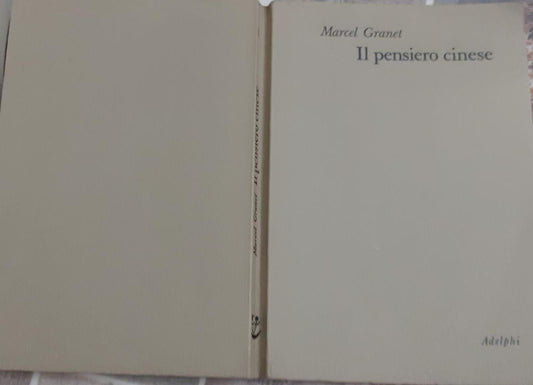 Marcel Granet
Il pensiero cinese
Adelphi
Marcel Granet Il pensiero cinese